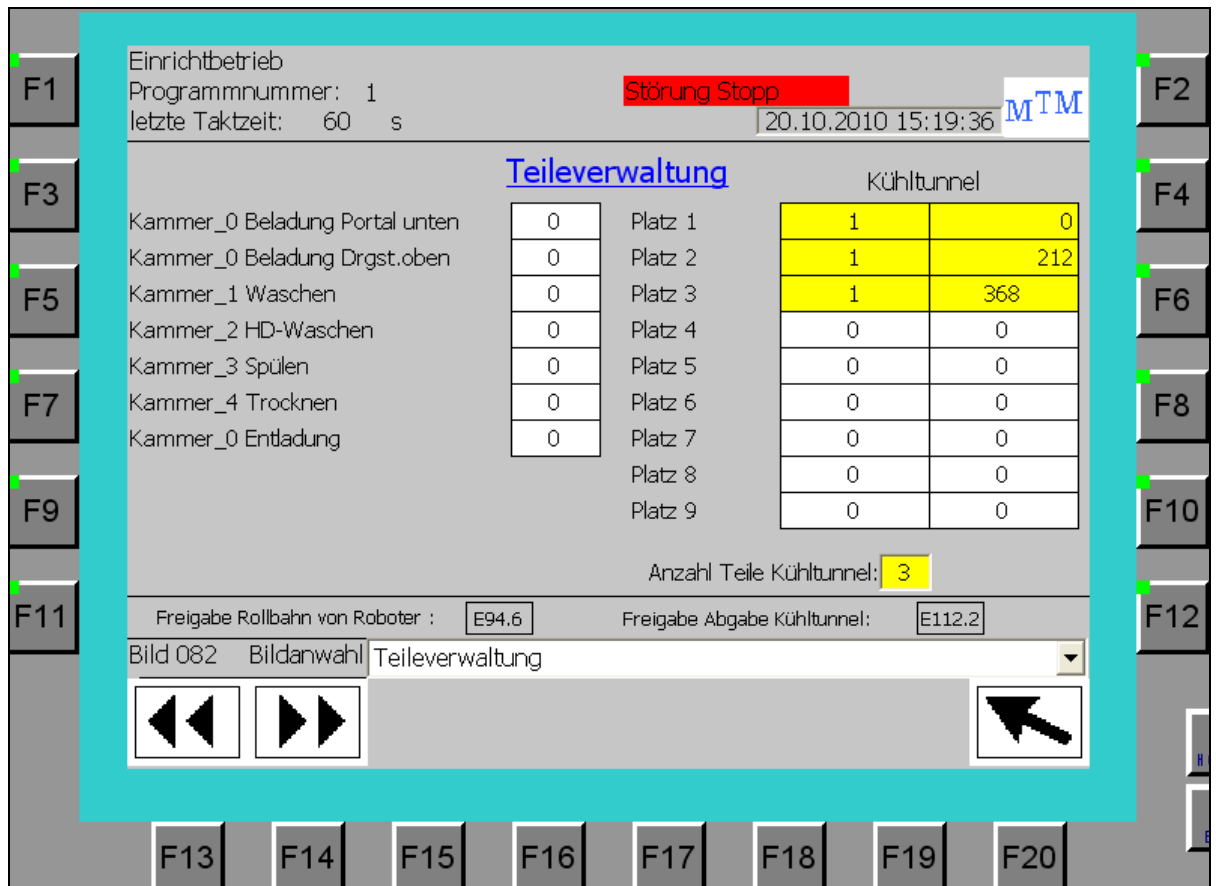 Einrichtbetrieb
Programmnummer: 1
Störung Stopp
letzte Taktzeit: 60 s
20.10.2010 15:19:36
MTM
Teileverwaltung
Kühltunnel
Kammer_0 Beladung Portal unten 0 Platz 1 1 0
Kammer_0 Beladung Drgst.oben 0 Platz 2 1 212
Kammer_1 Waschen 0 Platz 3 1 368
Kammer_2 HD-Waschen 0 Platz 4 0 0
Kammer_3 Spülen 0 Platz 5 0 0
Kammer_4 Trocknen 0 Platz 6 0 0
Kammer_0 Entladung 0 Platz 7 0 0
Platz 8 0 0
Platz 9 0 0
Anzahl Teile Kühltunnel: 3
Freigabe Rollbahn von Roboter : E94.6 Freigabe Abgabe Kühltunnel: E112.2
Bild 082 Bildanwahl Teileverwaltung
F1
F2
F3
F4
F5
F6
F7
F8
F9
F10
F11
F12
F13 F14 F15 F16 F17 F18 F19 F20